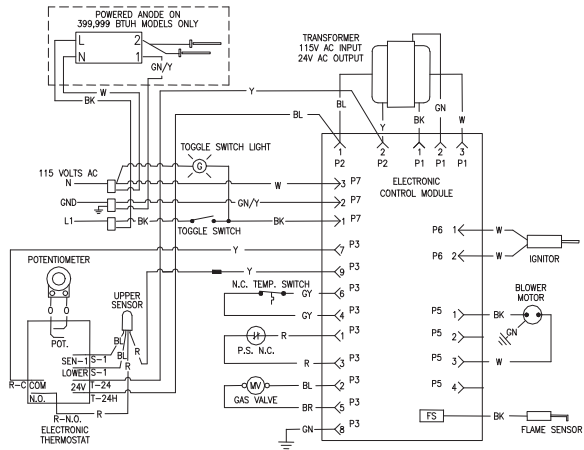 POWERED ANODE ON
399,999 BTUH MODELS ONLY
L 2
N 1
GN/Y
W
BK
TRANSFORMER
115V AC INPUT
24V AC OUTPUT
BL Y BK GN W
Y
BL
1 2 1 2 3
P2 P2 P1 P1 P1
TOGGLE SWITCH LIGHT
G
115 VOLTS AC
N W 3 P7
ELECTRONIC
CONTROL MODULE
GND GN/Y 2 P7
L1 BK BK 1 P7
TOGGLE SWITCH
P6 1 W
IGNITOR
P6 2 W
Y 7 P3
Y 9 P3
N.C. TEMP. SWITCH
GY 6 P3
GY 4 P3
P.S. N.C.
R 1 P3
R 3 P3
MV
GAS VALVE
BL 2 P3
BR 5 P3
GN 8 P3
BLOWER
MOTOR
P5 1 BK
GN
P5 2
P5 3 W
P5 4
FS BK
FLAME SENSOR
POTENTIOMETER
O O
POT.
UPPER
SENSOR
BL
BL
R
R
SEN-1 S-1
LOWER S-1
R-C COM 24V T-24
N.O. T-24H
R
R-N.O.
ELECTRONIC
THERMOSTAT